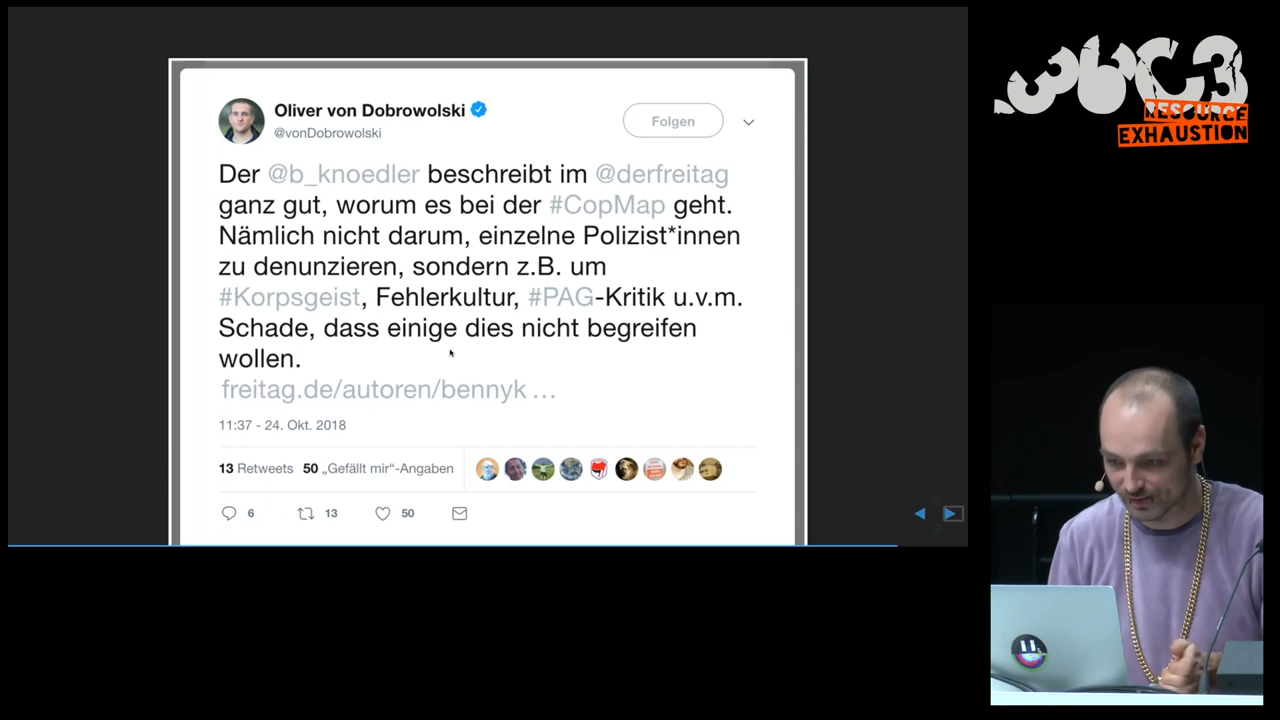 Oliver von Dobrowolski
@vonDobrowolski
Folgen
Der @b_knoedler beschreibt im @derfreitag
ganz gut, worum es bei der #CopMap geht.
Nämlich nicht darum, einzelne Polizist*innen
zu denunzieren, sondern z.B. um
#Korpsgeist, Fehlerkultur, #PAG-Kritik u.v.m.
Schade, dass einige dies nicht begreifen
wollen.
freitag.de/autoren/bennyk …
11:37 - 24. Okt. 2018
13 Retweets 50 „Gefällt mir“-Angaben
6 13 50
35C3
RESOURCE
EXHAUSTION